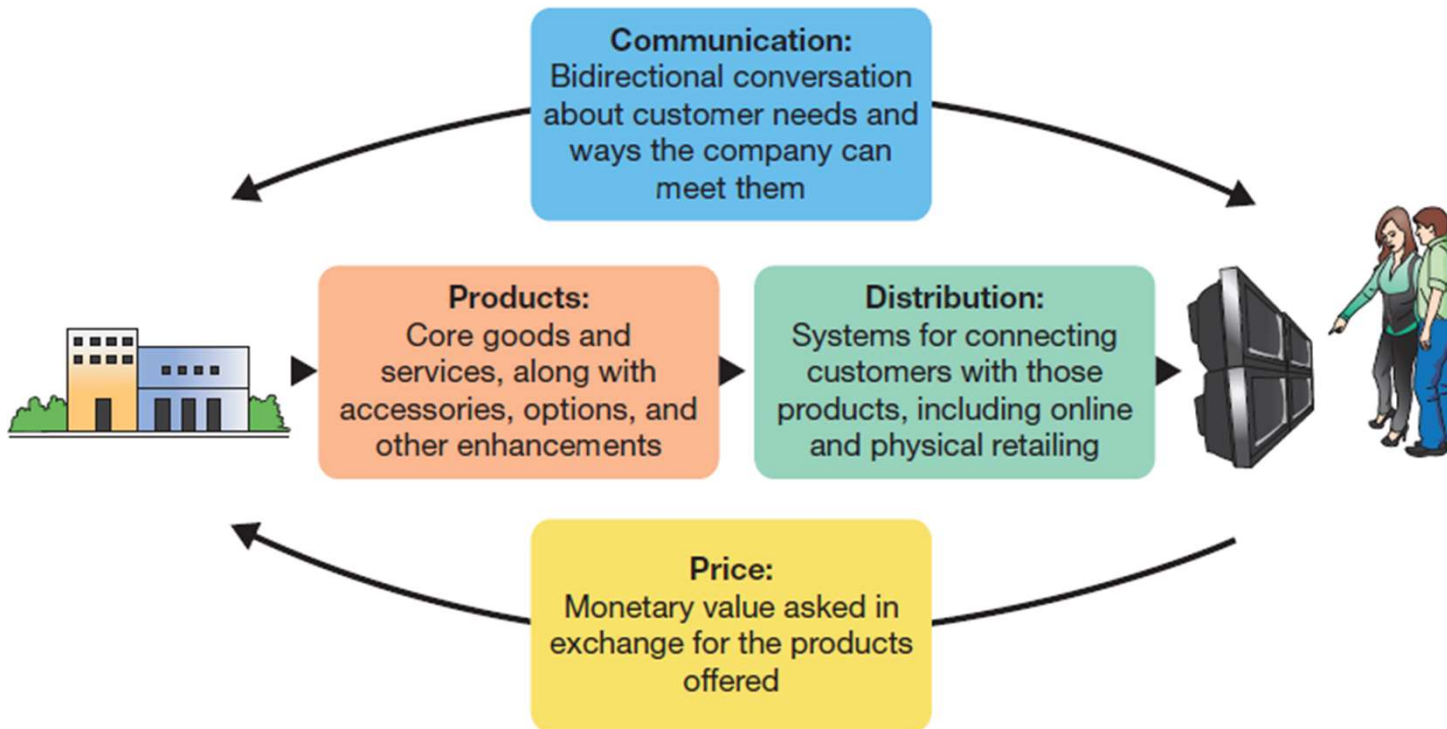 Communication:
Bidirectional conversation
about customer needs and
ways the company can
meet them
Products:
Core goods and
services, along with
accessories, options, and
other enhancements
Distribution:
Systems for connecting
customers with those
products, including online
and physical retailing
Price:
Monetary value asked in
exchange for the products
offered